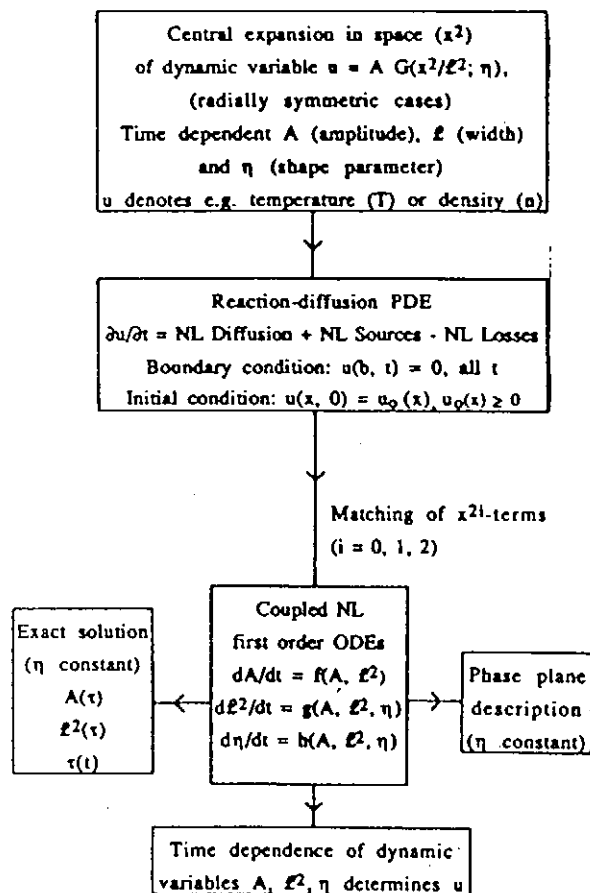 Central expansion in space (x²)
of dynamic variable u = A G(x²/ℓ²; η),
(radially symmetric cases)
Time dependent A (amplitude), ℓ (width)
and η (shape parameter)
u denotes e.g. temperature (T) or density (n)
Reaction-diffusion PDE
∂u/∂t = NL Diffusion + NL Sources - NL Losses
Boundary condition: u(b, t) = 0, all t
Initial condition: u(x, 0) = u₀(x), u₀(x) ≥ 0
Matching of x²ⁱ-terms
(i = 0, 1, 2)
Coupled NL
first order ODEs
dA/dt = f(A, ℓ²)
dℓ²/dt = g(A, ℓ², η)
dη/dt = h(A, ℓ², η)
Exact solution
(η constant)
A(τ)
ℓ²(τ)
τ(t)
Phase plane
description
(η constant)
Time dependence of dynamic
variables A, ℓ², η determines u